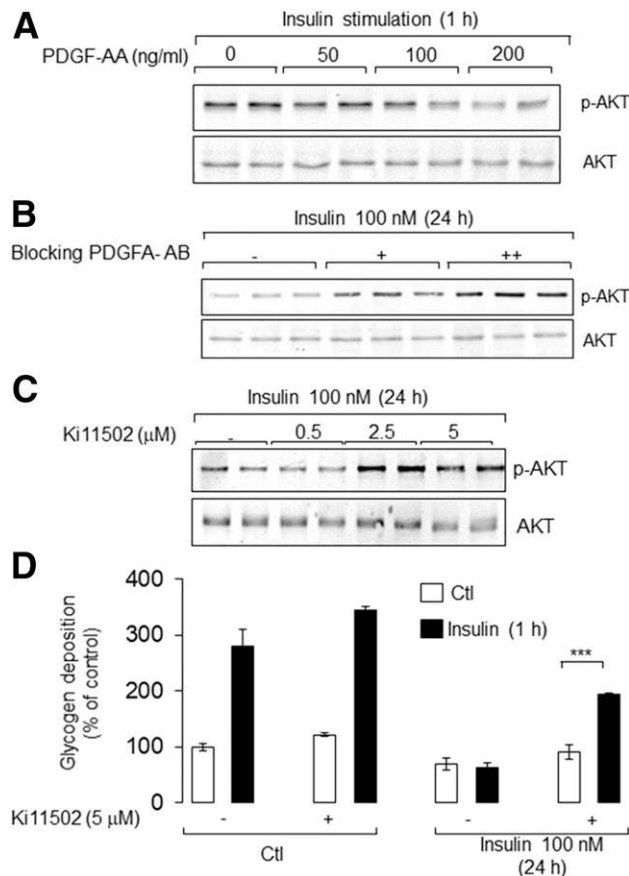 A
Insulin stimulation (1 h)
PDGF-AA (ng/ml) 0 50 100 200
p-AKT
AKT
B
Insulin 100 nM (24 h)
Blocking PDGFA- AB - + ++
p-AKT
AKT
C
Insulin 100 nM (24 h)
Ki11502 (μM) - 0.5 2.5 5
p-AKT
AKT
D
Glycogen deposition
(% of control)
400
300
200
100
0
Ctl
Insulin (1 h)
***
Ki11502 (5 μM) - + - +
Ctl
Insulin 100 nM
(24 h)